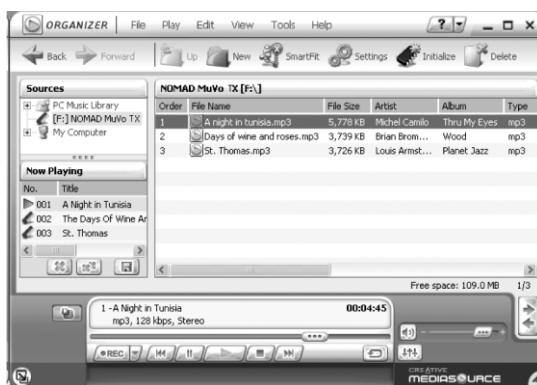 ORGANIZER File Play Edit View Tools Help ?
Back Forward Up New SmartFit Settings Initialize Delete
Sources
PC Music Library
[F:] NOMAD MuVo TX
My Computer
Now Playing
No. Title
001 A Night in Tunisia
002 The Days Of Wine Ar
003 St. Thomas
NOMAD MuVo TX [F:\]
Order File Name File Size Artist Album Type
1 A night in tunisia.mp3 5,778 KB Michel Camilo Thru My Eyes mp3
2 Days of wine and roses.mp3 3,739 KB Brian Brom... Wood mp3
3 St. Thomas.mp3 3,726 KB Louis Armst... Planet Jazz mp3
Free space: 109.0 MB 1/3
1 -A Night in Tunisia 00:04:45
mp3, 128 kbps, Stereo
REC
CREATIVE
MEDIASOURCE